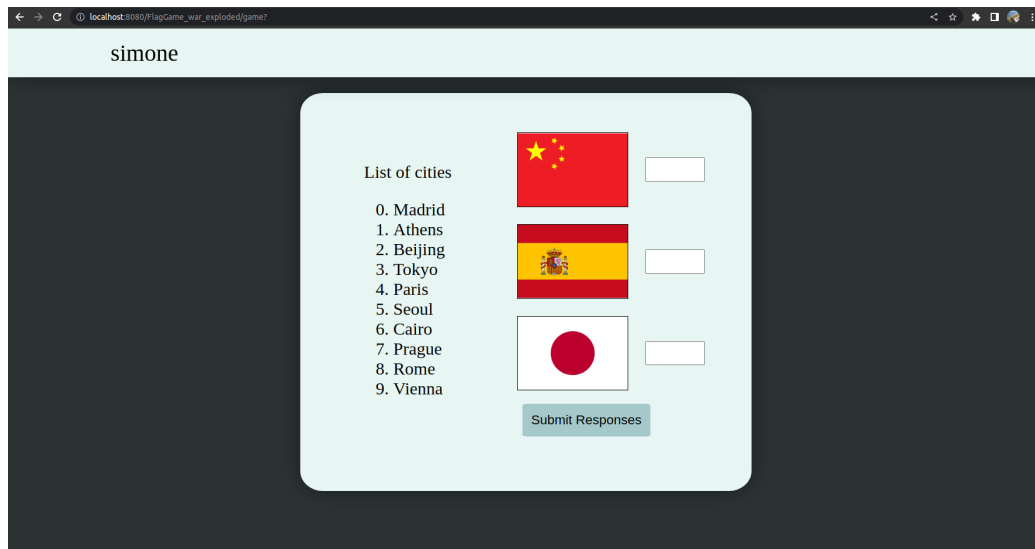 localhost:8080/FlagGame_war_exploded/game?
simone
List of cities
0. Madrid
1. Athens
2. Beijing
3. Tokyo
4. Paris
5. Seoul
6. Cairo
7. Prague
8. Rome
9. Vienna
Submit Responses